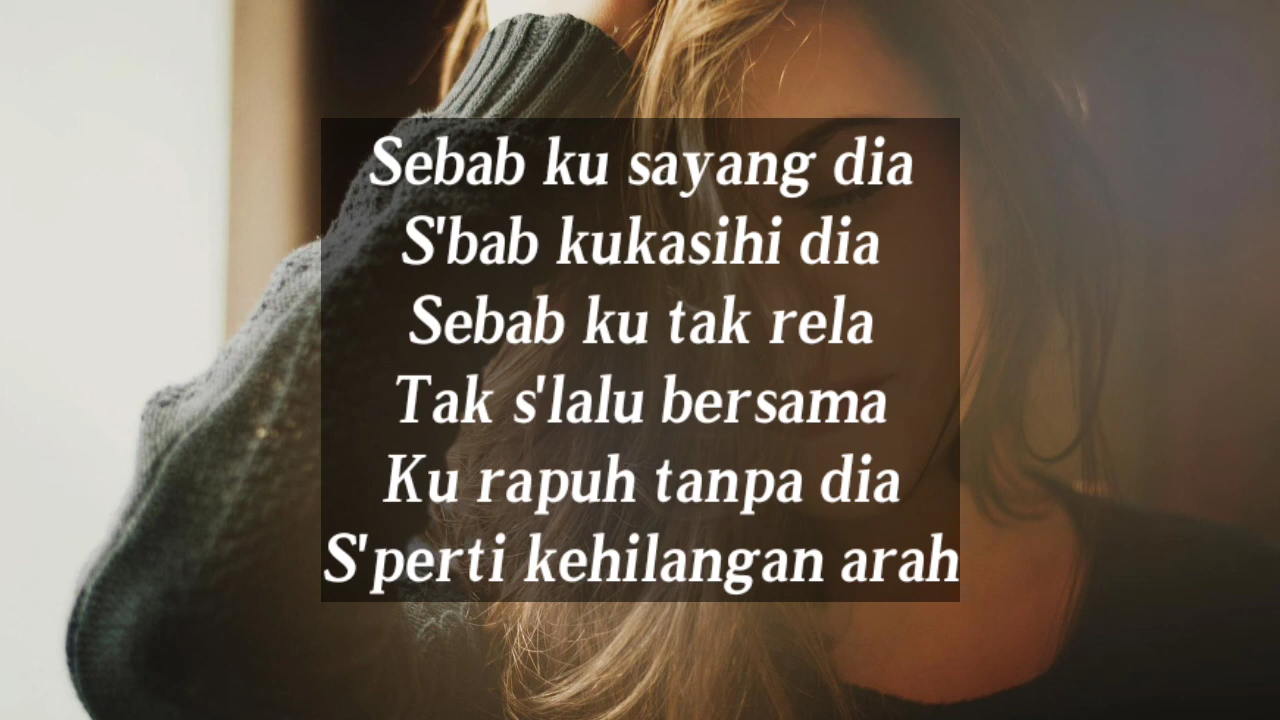 Sebab ku sayang dia
S'bab kukasihi dia
Sebab ku tak rela
Tak s'lalu bersama
Ku rapuh tanpa dia
S'perti kehilangan arah